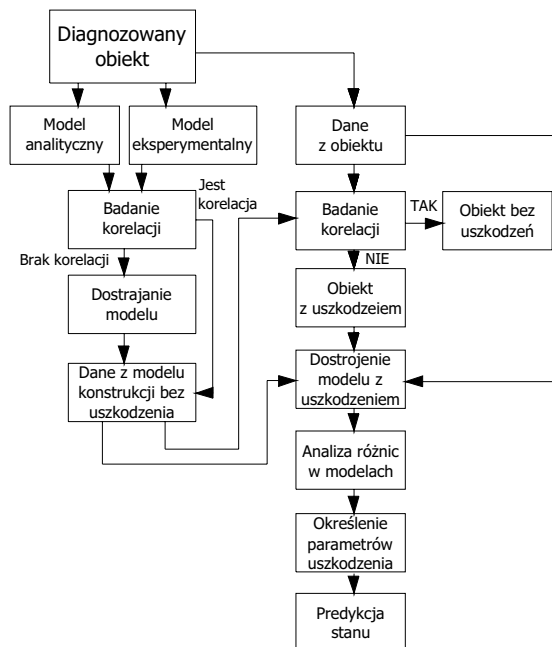 Diagnozowany
obiekt
Model
analityczny
Model
eksperymentalny
Dane
z obiektu
Badanie
korelacji
Jest
korelacja
Badanie
korelacji
TAK
Obiekt bez
uszkodzeń
Brak korelacji
NIE
Dostrajanie
modelu
Obiekt
z uszkodzeiem
Dane z modelu
konstrukcji bez
uszkodzenia
Dostrojenie
modelu z
uszkodzeniem
Analiza różnic
w modelach
Określenie
parametrów
uszkodzenia
Predykcja
stanu